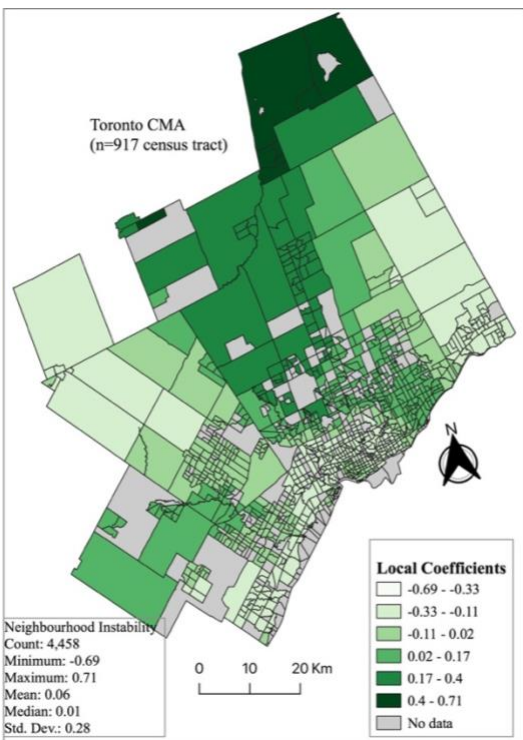 Toronto CMA
(n=917 census tract)
N
Local Coefficients
-0.69 - -0.33
-0.33 - -0.11
-0.11 - 0.02
0.02 - 0.17
0.17 - 0.4
0.4 - 0.71
No data
Neighbourhood Instability
Count: 4,458
Minimum: -0.69
Maximum: 0.71
Mean: 0.06
Median: 0.01
Std. Dev.: 0.28
0 10 20 Km